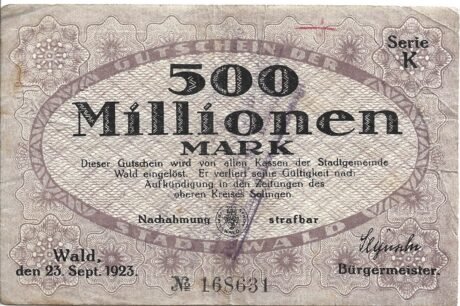 GUTSCHEIN DER
Serie
K
500
Millionen
MARK
Dieser Gutschein wird von allen Kassen der Stadtgemeinde
Wald eingelöst. Er verliert seine Gültigkeit nach
Aufkündigung in den Zeitungen des
oberen Kreises Solingen.
Nachahmung strafbar
STADT WALD
Wald,
den 23. Sept. 1923.
Bürgermeister.
№ 168631